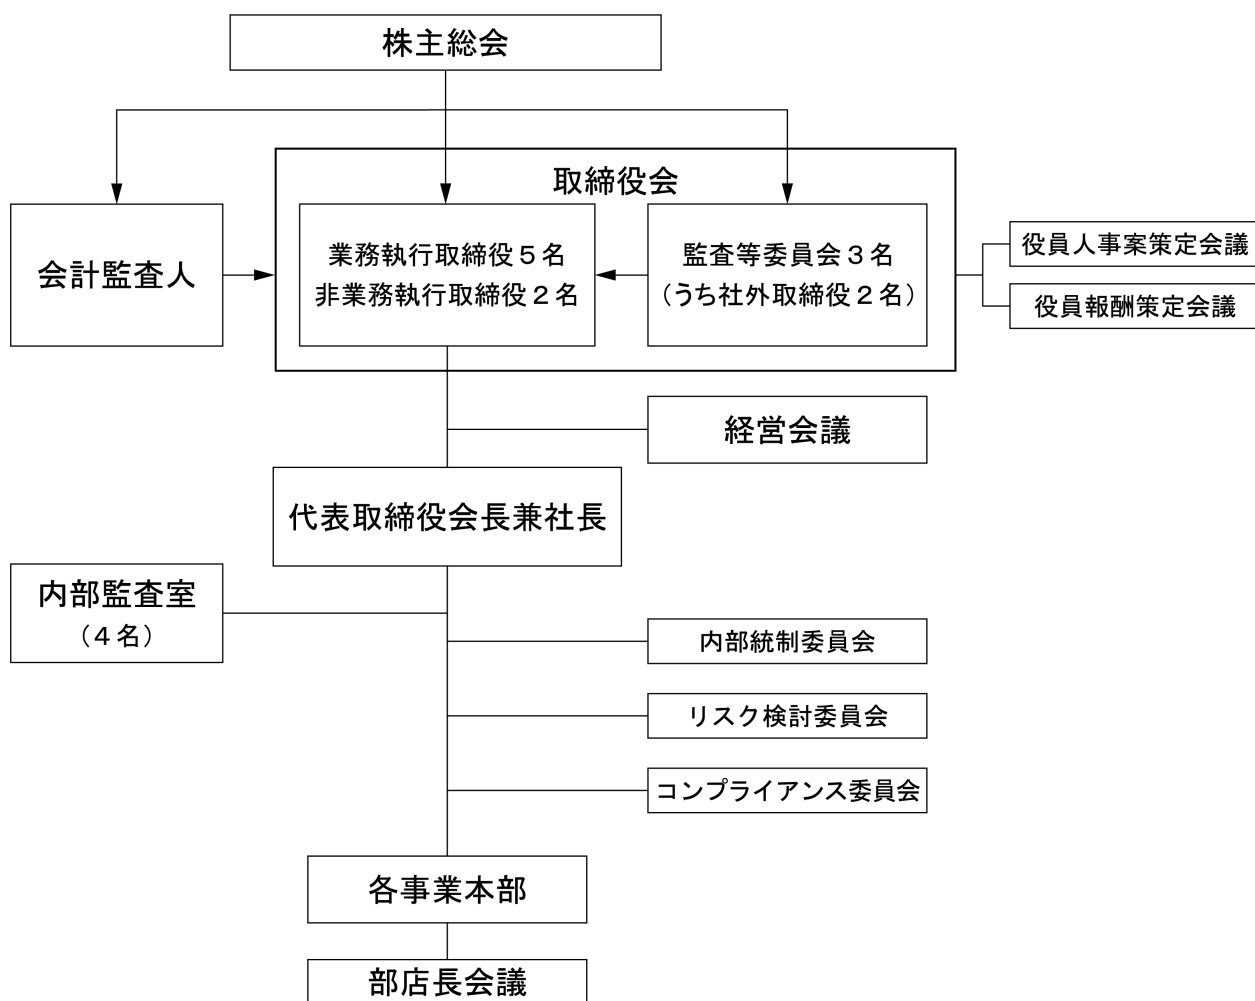 株主総会
取締役会
会計監査人
業務執行取締役5名
非業務執行取締役2名
監査等委員会3名
（うち社外取締役2名）
役員人事案策定会議
役員報酬策定会議
経営会議
代表取締役会長兼社長
内部監査室
（4名）
内部統制委員会
リスク検討委員会
コンプライアンス委員会
各事業本部
部店長会議